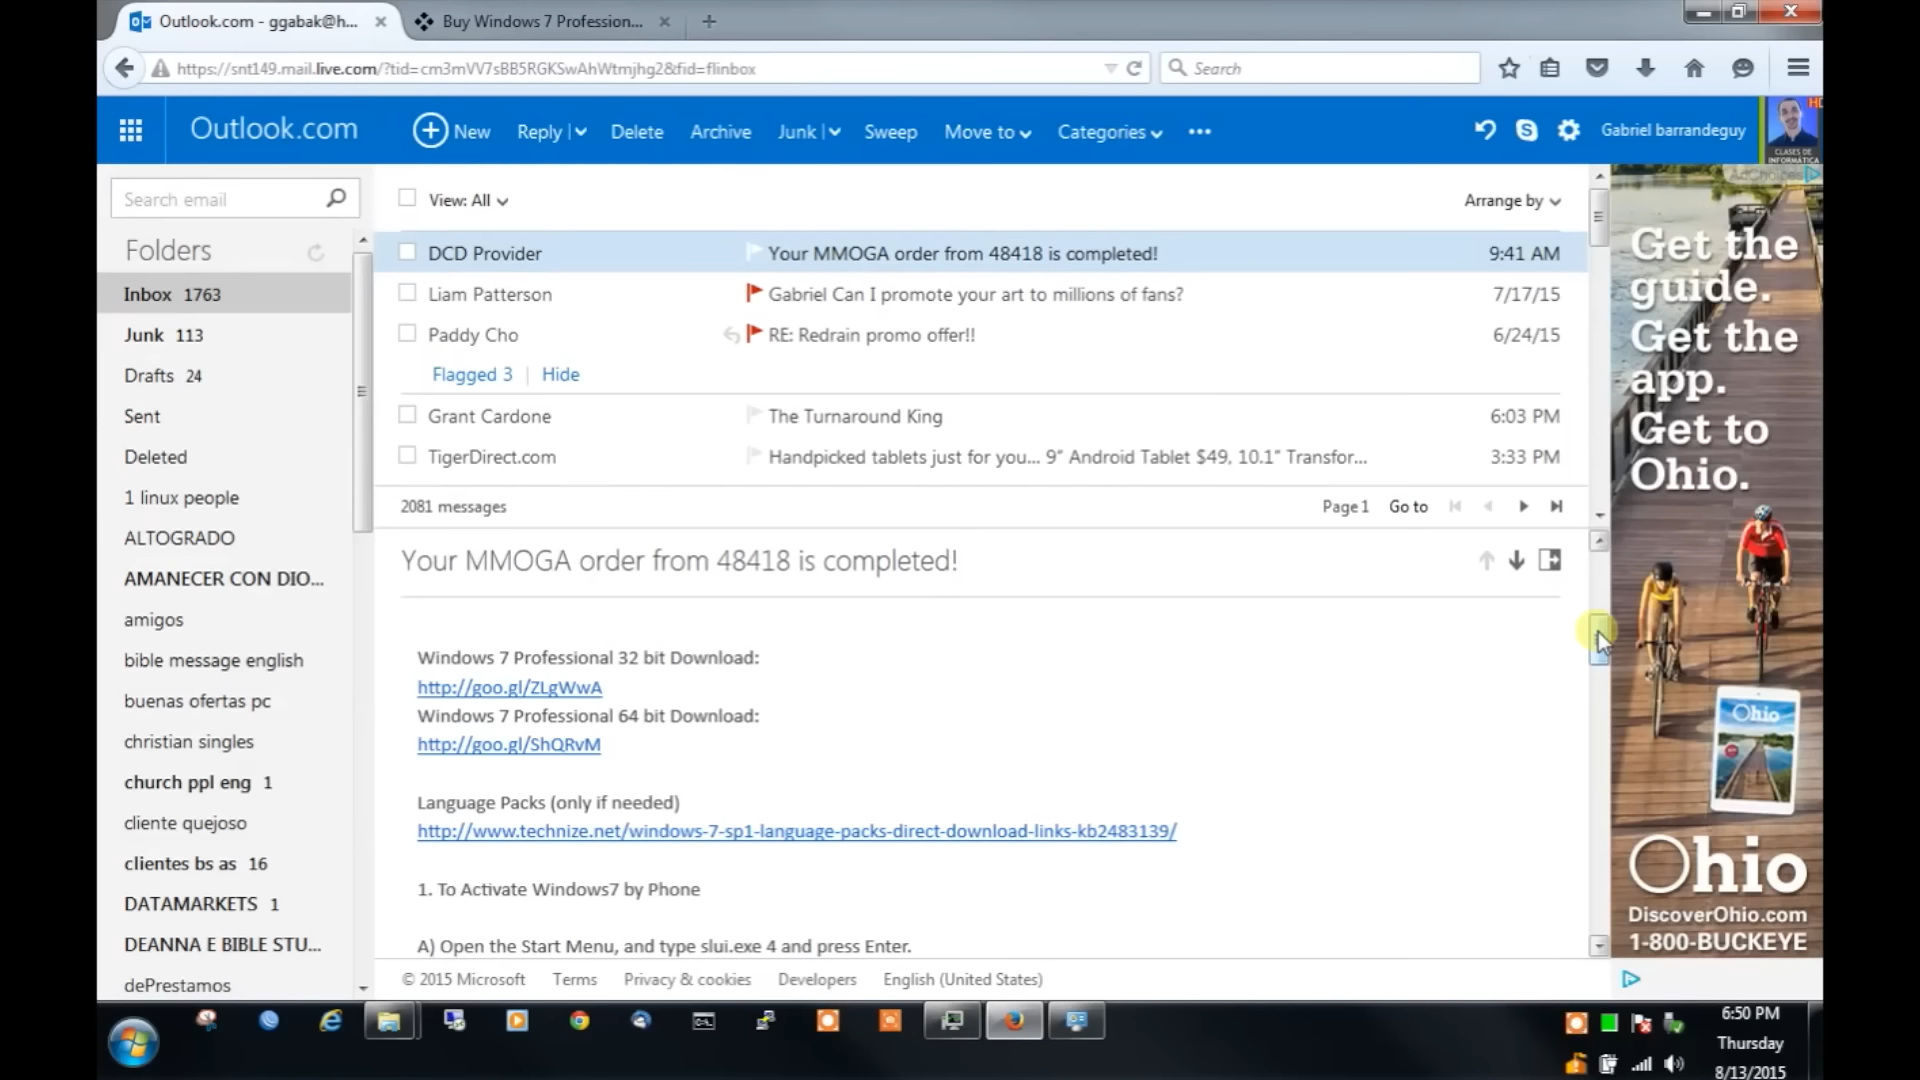 Outlook.com - ggabak@h...
Buy Windows 7 Profession...
https://snt149.mail.live.com/?tid=cm3mVV7sBB5RGKSwAhWtmjhg2&fid=flinbox
Search
Outlook.com
New
Reply
Delete
Archive
Junk
Sweep
Move to
Categories
Gabriel barrandeguy
HD
CLASES DE
INFORMÁTICA
AdChoices
Search email
View: All
Arrange by
Folders
Inbox 1763
Junk 113
Drafts 24
Sent
Deleted
1 linux people
ALTOGRADO
AMANECER CON DIO...
amigos
bible message english
buenas ofertas pc
christian singles
church ppl eng 1
cliente quejoso
clientes bs as 16
DATAMARKETS 1
DEANNA E BIBLE STU...
dePrestamos
DCD Provider Your MMOGA order from 48418 is completed! 9:41 AM
Liam Patterson Gabriel Can I promote your art to millions of fans? 7/17/15
Paddy Cho RE: Redrain promo offer!! 6/24/15
Flagged 3 | Hide
Grant Cardone The Turnaround King 6:03 PM
TigerDirect.com Handpicked tablets just for you... 9" Android Tablet $49, 10.1" Transfor... 3:33 PM
2081 messages
Page 1 Go to
Your MMOGA order from 48418 is completed!
Windows 7 Professional 32 bit Download:
http://goo.gl/ZLgWwA
Windows 7 Professional 64 bit Download:
http://goo.gl/ShQRvM
Language Packs (only if needed)
http://www.technize.net/windows-7-sp1-language-packs-direct-download-links-kb2483139/
1. To Activate Windows7 by Phone
A) Open the Start Menu, and type slui.exe 4 and press Enter.
© 2015 Microsoft Terms Privacy & cookies Developers English (United States)
Get the
guide.
Get the
app.
Get to
Ohio.
Ohio
Ohio
DiscoverOhio.com
1-800-BUCKEYE
6:50 PM
Thursday
8/13/2015